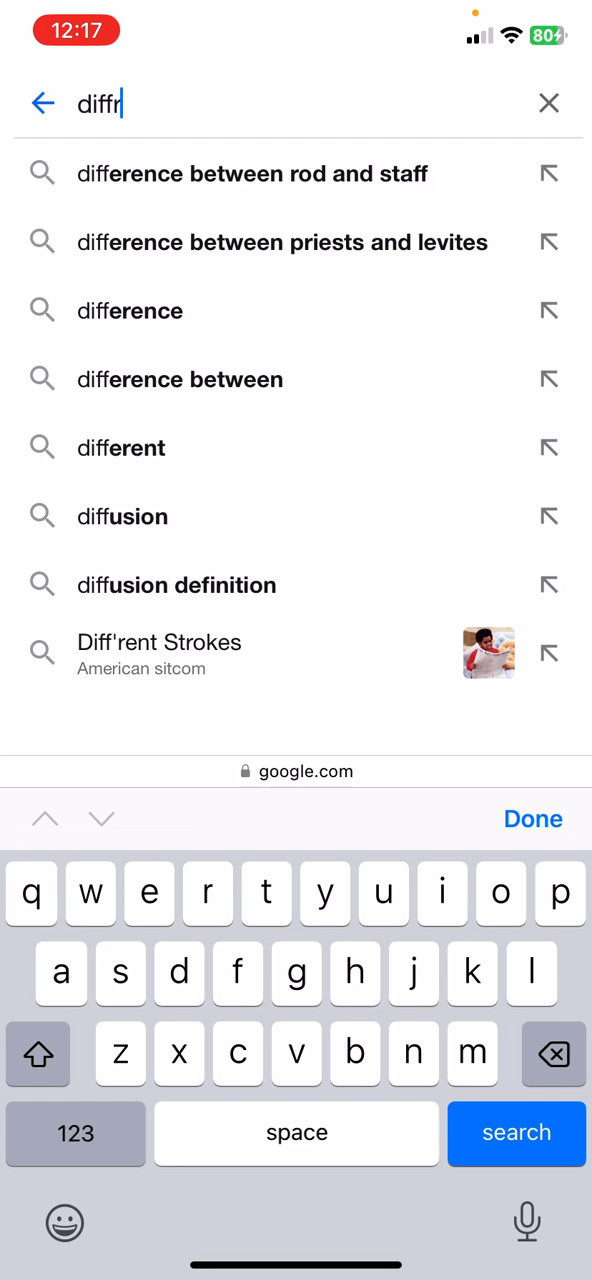 12:17
80
diffr
difference between rod and staff
difference between priests and levites
difference
difference between
different
diffusion
diffusion definition
Diff'rent Strokes
American sitcom
google.com
Done
q w e r t y u i o p
a s d f g h j k l
z x c v b n m
123 space search